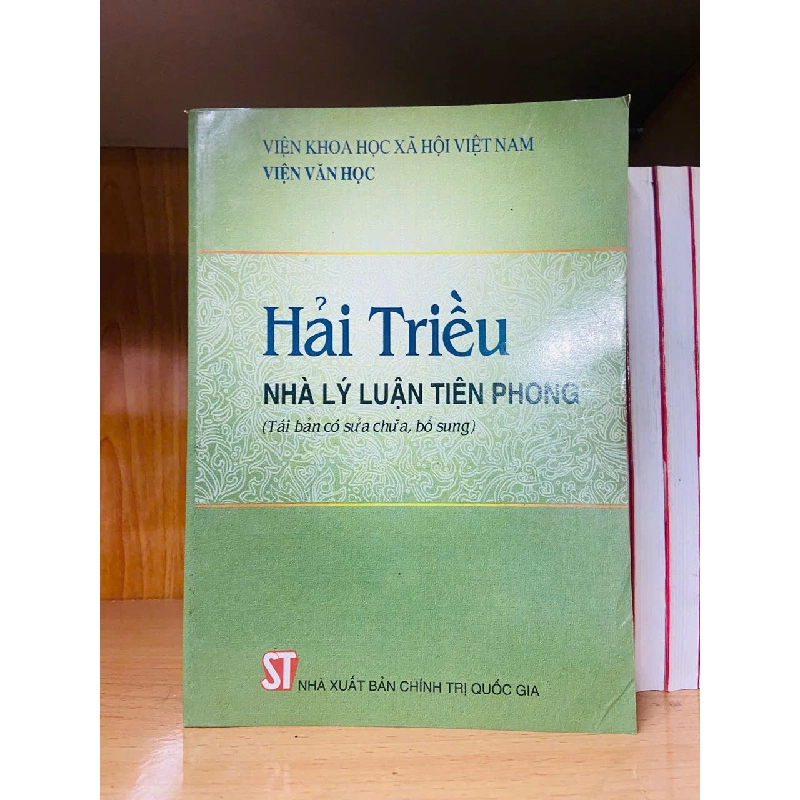 VIỆN KHOA HỌC XÃ HỘI VIỆT NAM
VIỆN VĂN HỌC
Hải Triều
NHÀ LÝ LUẬN TIÊN PHONG
(Tái bản có sửa chữa, bổ sung)
ST NHÀ XUẤT BẢN CHÍNH TRỊ QUỐC GIA